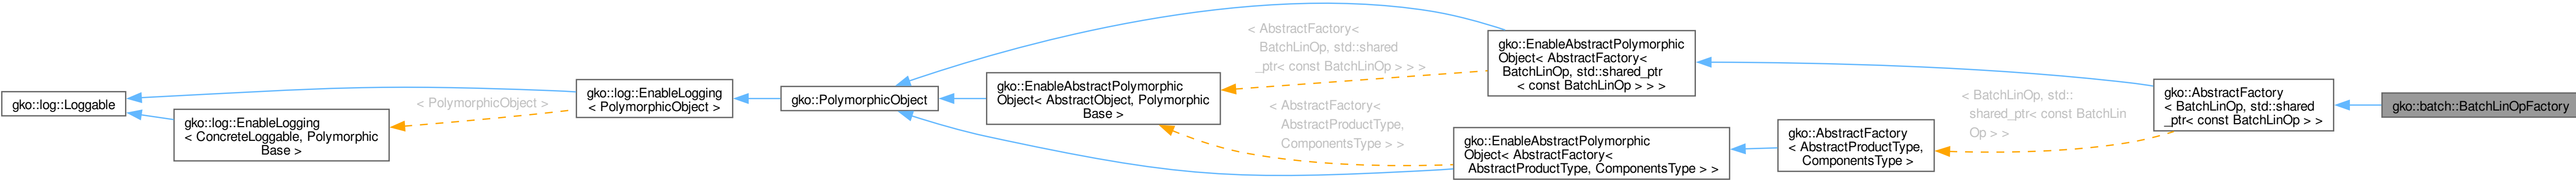 gko::log::Loggable
gko::log::EnableLogging
< ConcreteLoggable, Polymorphic
Base >
< PolymorphicObject >
gko::log::EnableLogging
< PolymorphicObject >
gko::PolymorphicObject
gko::EnableAbstractPolymorphic
Object< AbstractObject, Polymorphic
Base >
< AbstractFactory<
BatchLinOp, std::shared
_ptr< const BatchLinOp > > >
< AbstractFactory<
AbstractProductType,
ComponentsType > >
gko::EnableAbstractPolymorphic
Object< AbstractFactory<
BatchLinOp, std::shared_ptr
< const BatchLinOp > > >
gko::EnableAbstractPolymorphic
Object< AbstractFactory<
AbstractProductType, ComponentsType > >
gko::AbstractFactory
< AbstractProductType,
ComponentsType >
< BatchLinOp, std::
shared_ptr< const BatchLin
Op > >
gko::AbstractFactory
< BatchLinOp, std::shared
_ptr< const BatchLinOp > >
gko::batch::BatchLinOpFactory